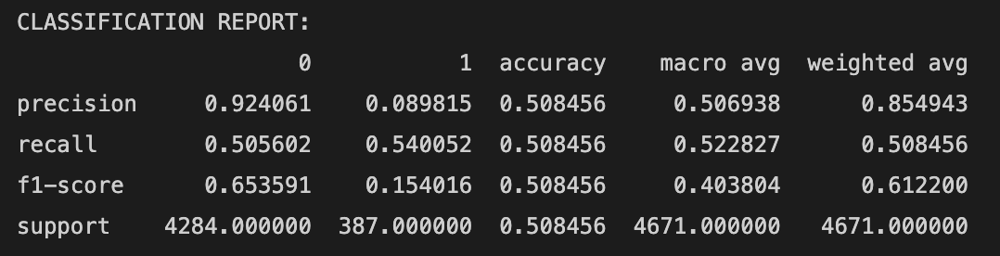 CLASSIFICATION REPORT:
0 1 accuracy macro avg weighted avg
precision 0.924061 0.089815 0.508456 0.506938 0.854943
recall 0.505602 0.540052 0.508456 0.522827 0.508456
f1-score 0.653591 0.154016 0.508456 0.403804 0.612200
support 4284.000000 387.000000 0.508456 4671.000000 4671.000000